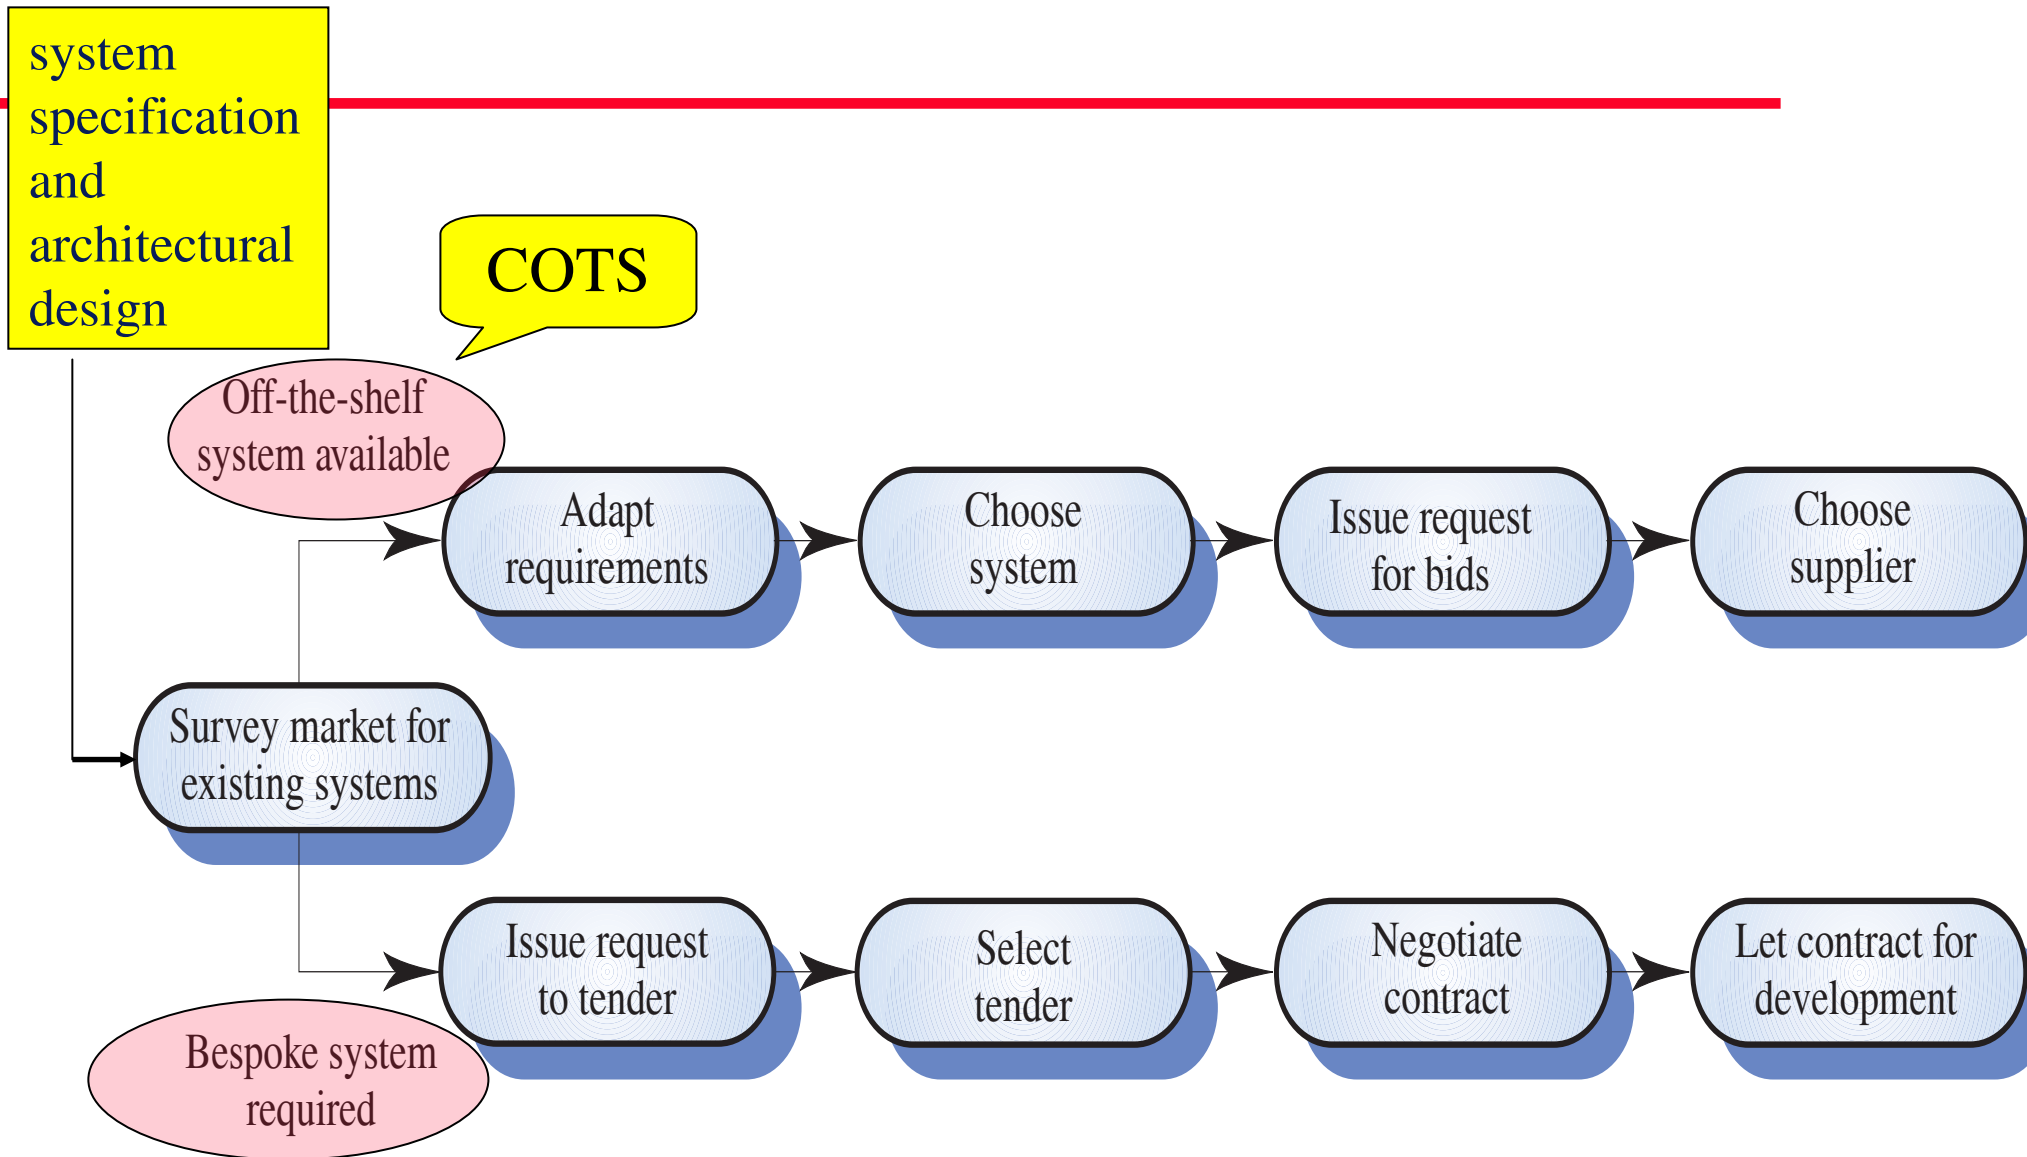 system
specification
and
architectural
design
COTS
Off-the-shelf
system available
Adapt
requirements
Choose
system
Issue request
for bids
Choose
supplier
Survey market for
existing systems
Issue request
to tender
Select
tender
Negotiate
contract
Let contract for
development
Bespoke system
required